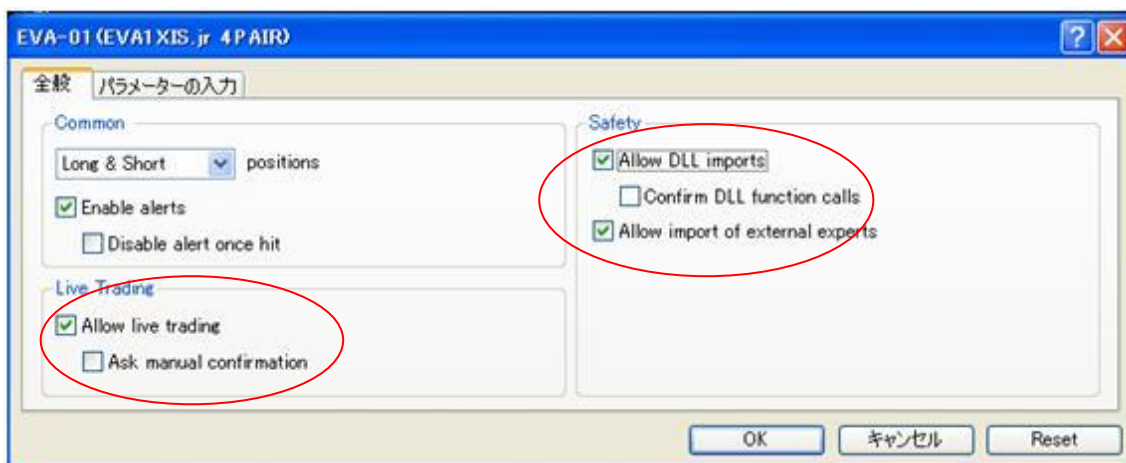 EVA-01(EVA1XIS.jr 4PAIR)
全般
パラメーターの入力
Common
Long & Short positions
Enable alerts
Disable alert once hit
Live Trading
Allow live trading
Ask manual confirmation
Safety
Allow DLL imports
Confirm DLL function calls
Allow import of external experts
OK
キャンセル
Reset